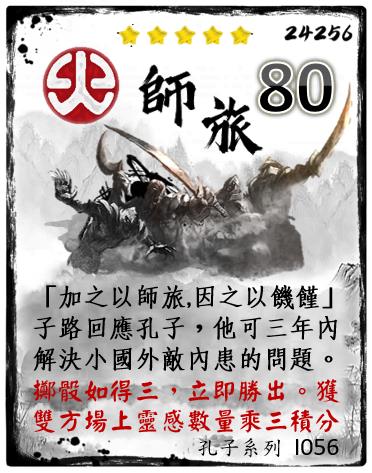 24256
火
師旅
80
「加之以師旅,因之以饑饉」
子路回應孔子，他可三年內
解決小國外敵內患的問題。
擲骰如得三，立即勝出。獲
雙方場上靈感數量乘三積分
孔子系列 I056